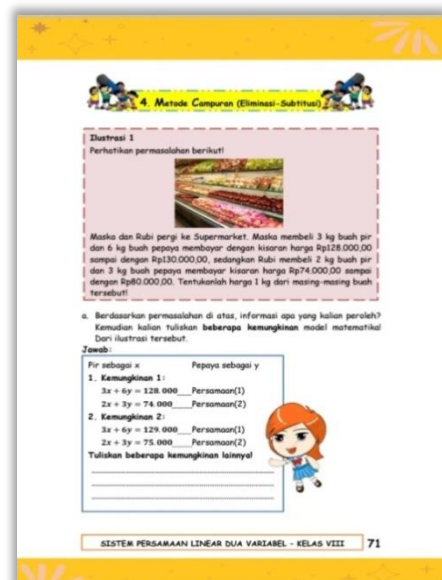 4. Metode Campuran (Eliminasi-Subtitusi)
Ilustrasi 1
Perhatikan permasalahan berikut!
Maska dan Rubi pergi ke Supermarket. Maska membeli 3 kg buah pir
dan 6 kg buah pepaya membayar dengan kisaran harga Rp128.000,00
sampai dengan Rp130.000,00, sedangkan Rubi membeli 2 kg buah pir
dan 3 kg buah pepaya membayar kisaran harga Rp74.000,00 sampai
dengan Rp80.000,00. Tentukanlah harga 1 kg dari masing-masing buah
tersebut!
a. Berdasarkan permasalahan di atas, informasi apa yang kalian peroleh?
Kemudian kalian tuliskan beberapa kemungkinan model matematika!
Dari ilustrasi tersebut.
Jawab:
Pir sebagai x Pepaya sebagai y
1. Kemungkinan 1:
3x + 6y = 128.000___Persamaan(1)
2x + 3y = 74.000___Persamaan(2)
2. Kemungkinan 2:
3x + 6y = 129.000___Persamaan(1)
2x + 3y = 75.000___Persamaan(2)
Tuliskan beberapa kemungkinan lainnya!
SISTEM PERSAMAAN LINEAR DUA VARIABEL - KELAS VIII 71